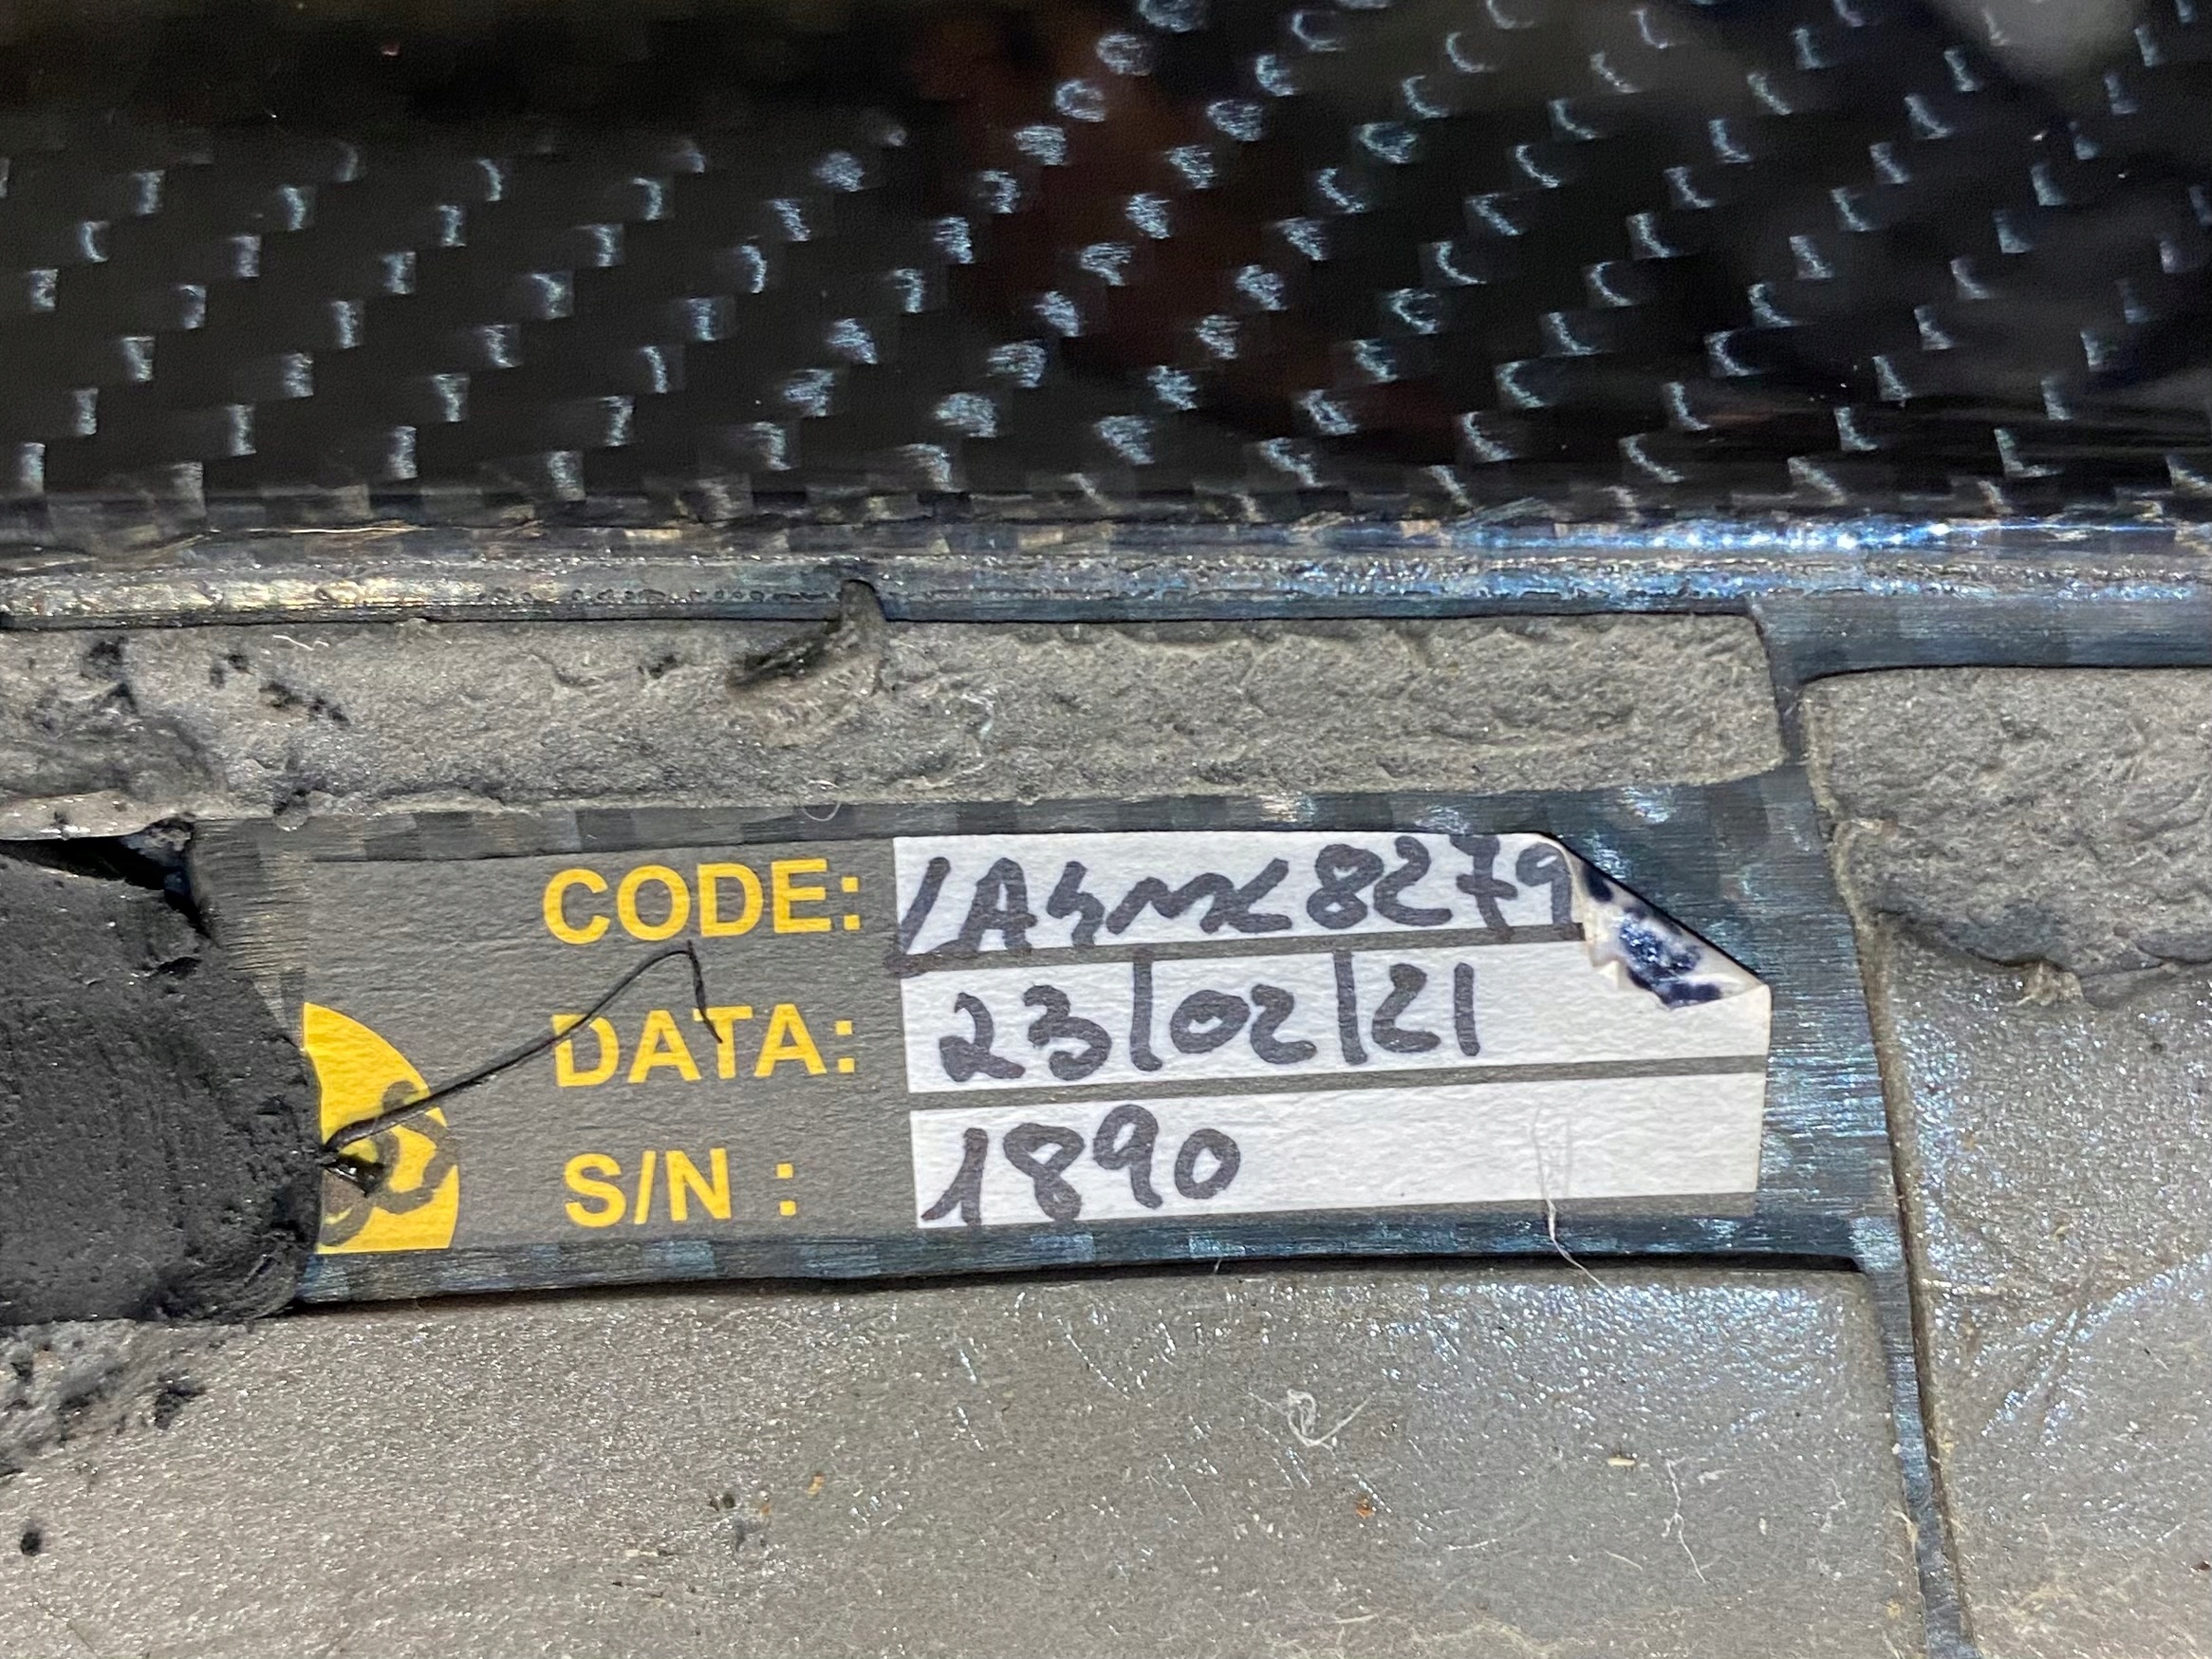 CODE:
DATA: 23/02/21
S/N : 1890